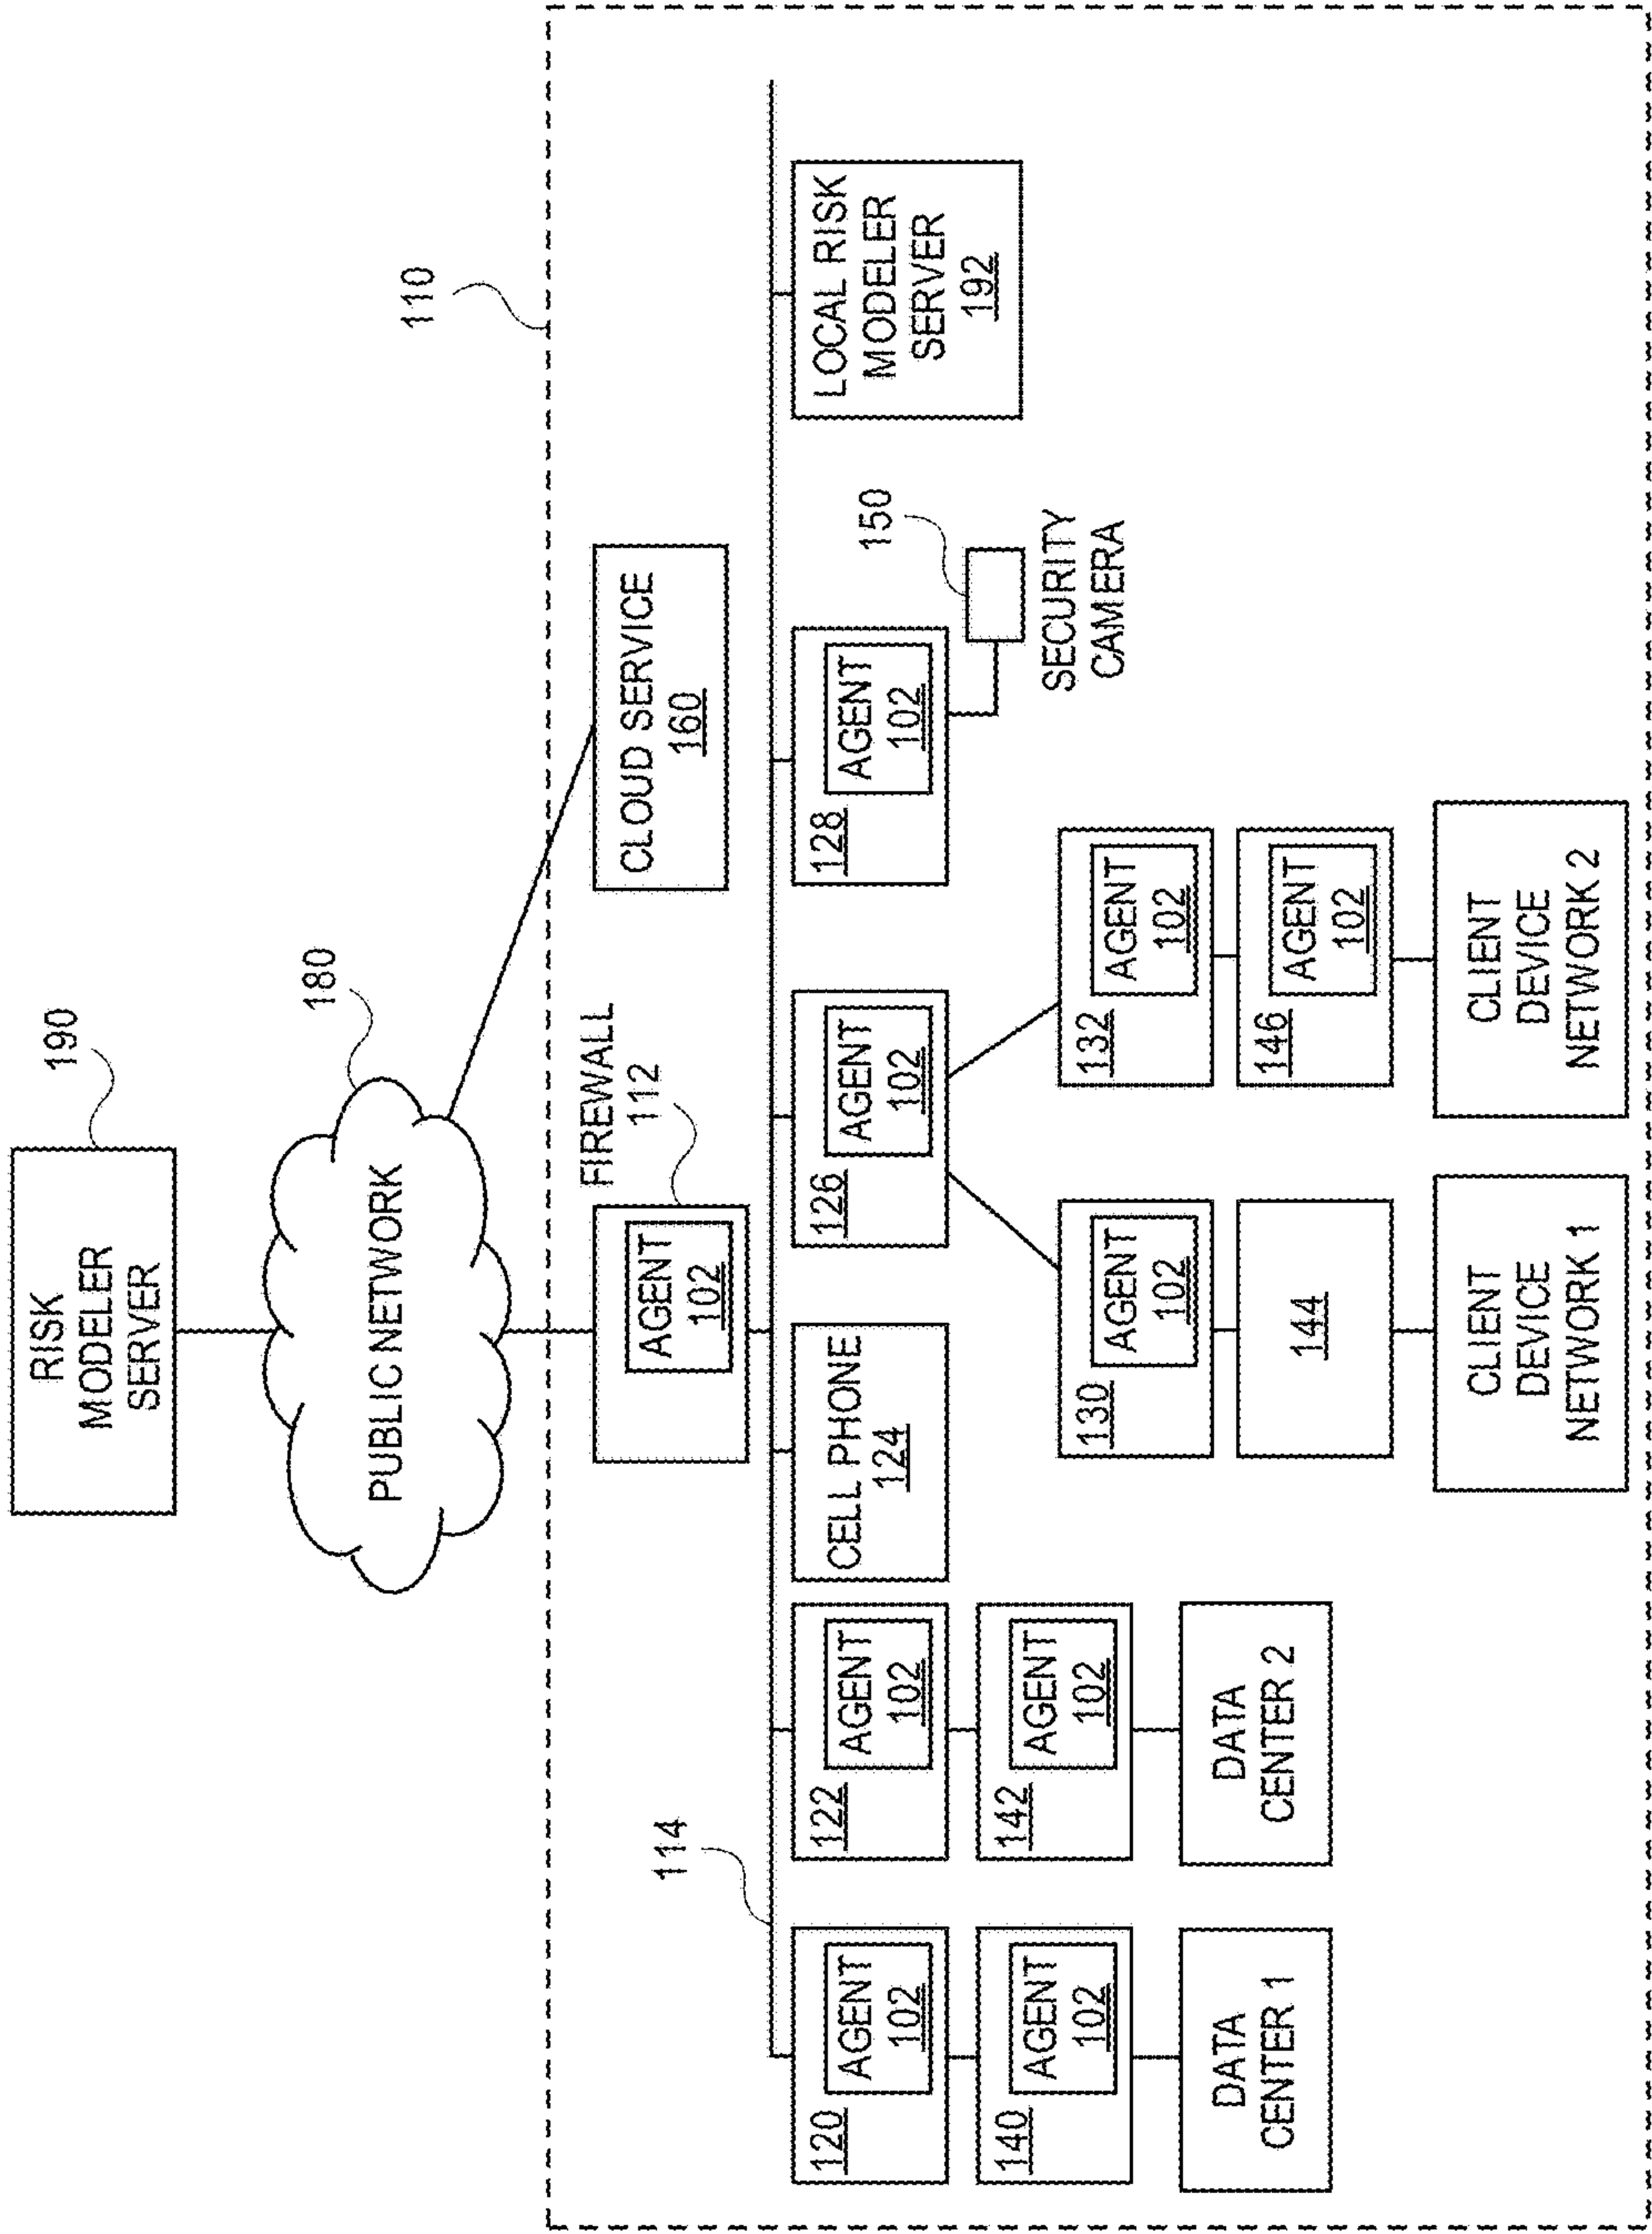 RISK
MODELER
SERVER
190
PUBLIC NETWORK
180
110
FIREWALL
112
AGENT
102
CLOUD SERVICE
160
114
120
AGENT
102
122
AGENT
102
CELL PHONE
124
126
AGENT
102
128
AGENT
102
LOCAL RISK
MODELER
SERVER
192
150
SECURITY
CAMERA
140
AGENT
102
142
AGENT
102
130
AGENT
102
132
AGENT
102
144
146
AGENT
102
DATA
CENTER 1
DATA
CENTER 2
CLIENT
DEVICE
NETWORK 1
CLIENT
DEVICE
NETWORK 2